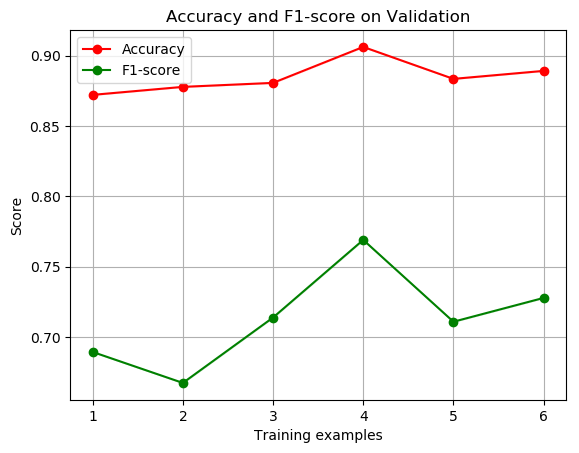 Accuracy and F1-score on Validation
Accuracy
F1-score
0.90
0.85
0.80
0.75
0.70
Score
1 2 3 4 5 6
Training examples